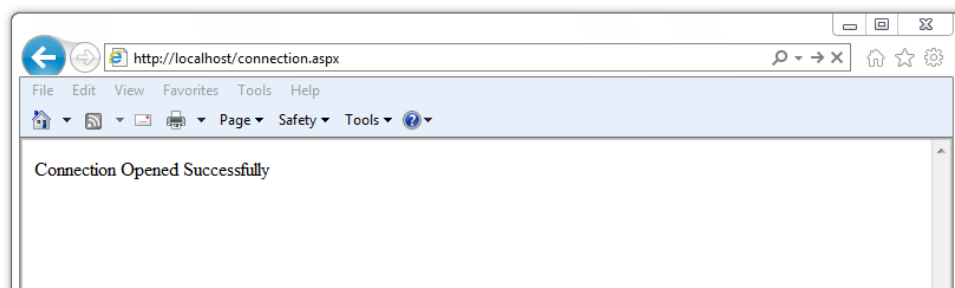 http://localhost/connection.aspx
File Edit View Favorites Tools Help
Page Safety Tools
Connection Opened Successfully